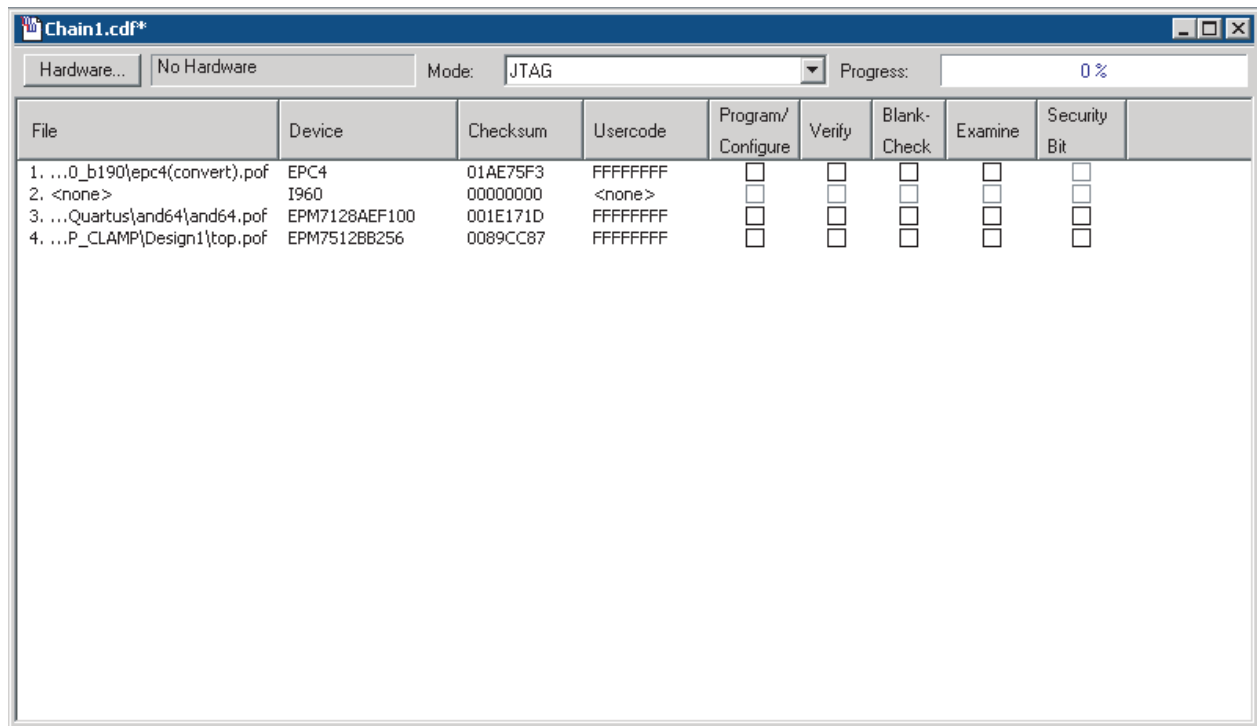 Chain1.cdf*
Hardware... No Hardware Mode: JTAG Progress: 0 %
File Device Checksum Usercode Program/ Configure Verify Blank- Check Examine Security Bit
1. ...0_b190\epc4(convert).pof EPC4 01AE75F3 FFFFFFFF
2. <none> I960 00000000 <none>
3. ...Quartus\and64\and64.pof EPM7128AEF100 001E171D FFFFFFFF
4. ...P_CLAMP\Design1\top.pof EPM7512BB256 0089CC87 FFFFFFFF